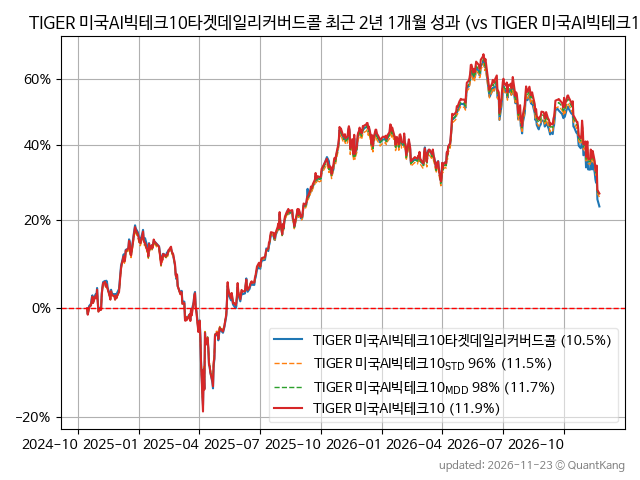 TIGER 미국AI빅테크10타겟데일리커버드콜 최근 2년 1개월 성과 (vs TIGER 미국AI빅테크1
60%
40%
20%
0%
−20%
TIGER 미국AI빅테크10타겟데일리커버드콜 (10.5%)
TIGER 미국AI빅테크10STD 96% (11.5%)
TIGER 미국AI빅테크10MDD 98% (11.7%)
TIGER 미국AI빅테크10 (11.9%)
2024-10 2025-01 2025-04 2025-07 2025-10 2026-01 2026-04 2026-07 2026-10
updated: 2026-11-23 © QuantKang